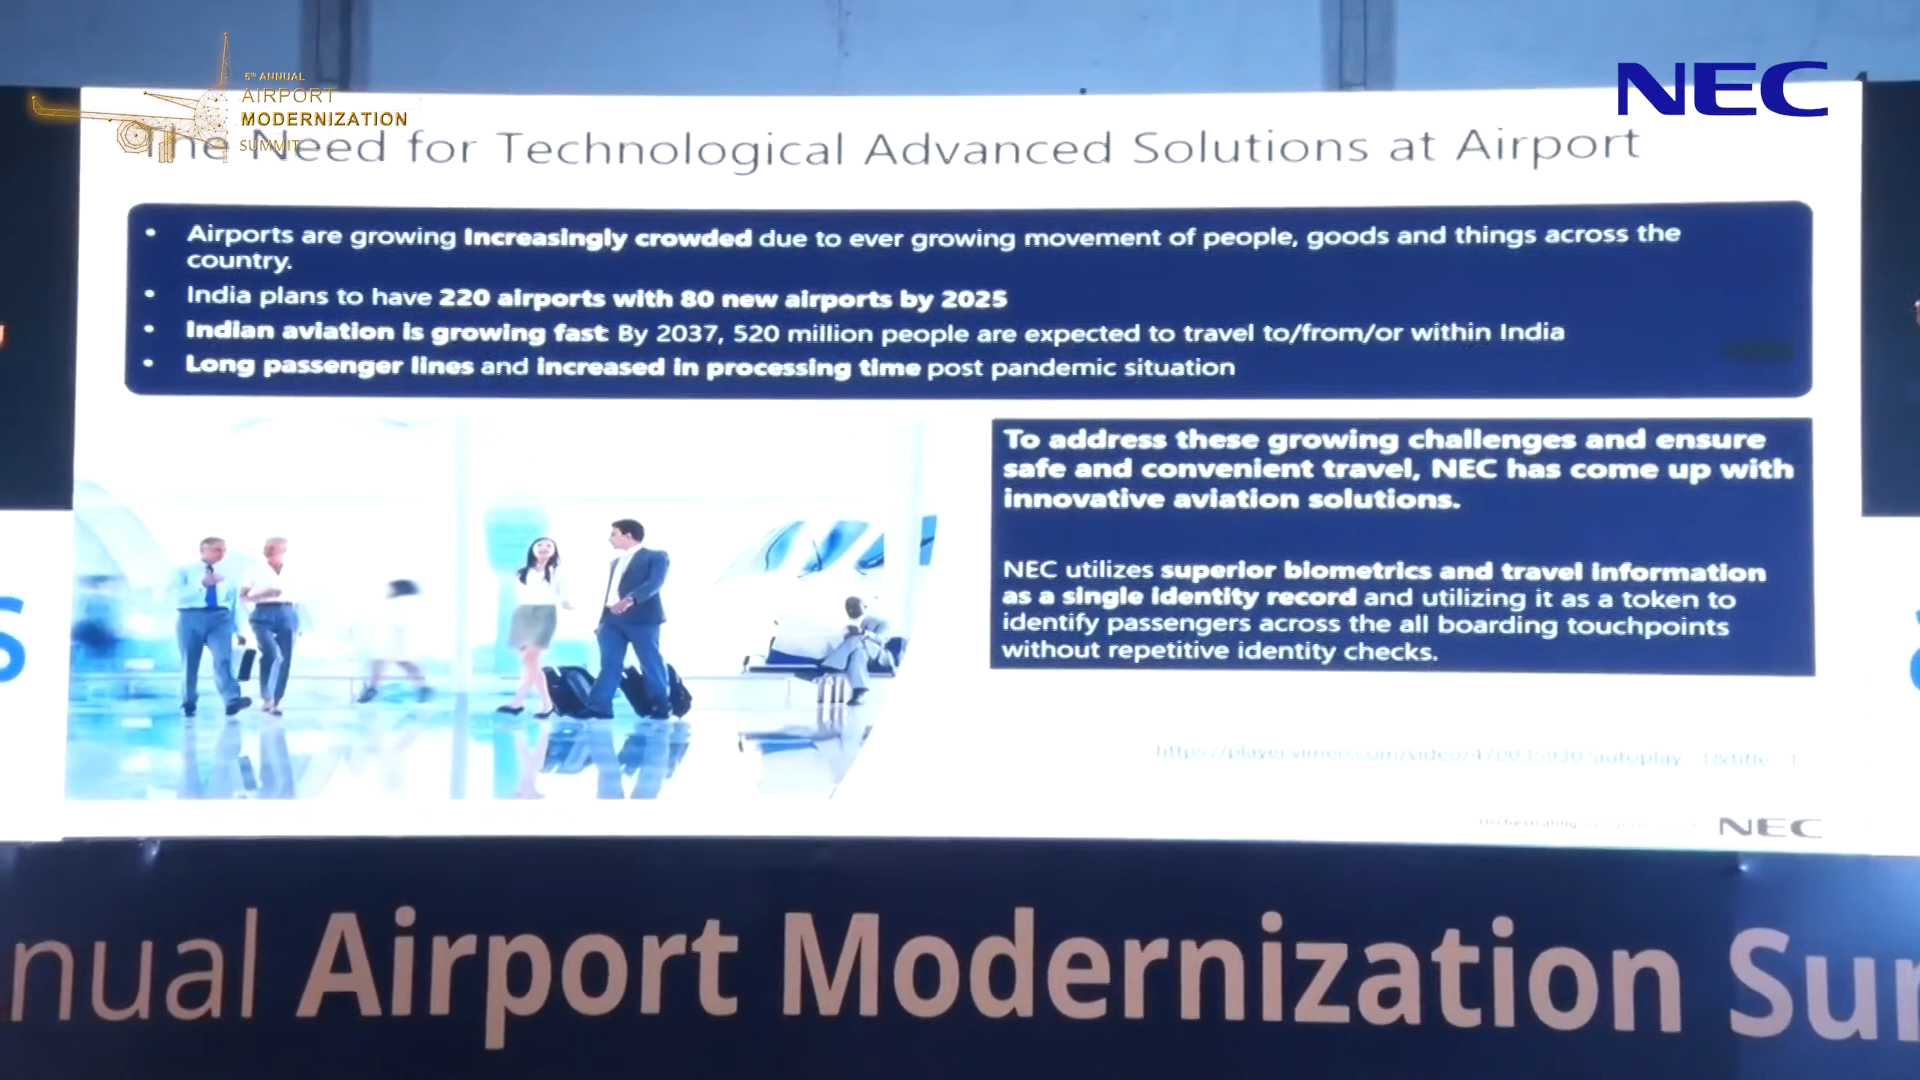 5th ANNUAL
AIRPORT
MODERNIZATION
SUMMIT
NEC
The Need for Technological Advanced Solutions at Airport
• Airports are growing increasingly crowded due to ever growing movement of people, goods and things across the
country.
• India plans to have 220 airports with 80 new airports by 2025
• Indian aviation is growing fast: By 2037, 520 million people are expected to travel to/from/or within India
• Long passenger lines and increased in processing time post pandemic situation
To address these growing challenges and ensure
safe and convenient travel, NEC has come up with
innovative aviation solutions.
NEC utilizes superior biometrics and travel information
as a single identity record and utilizing it as a token to
identify passengers across the all boarding touchpoints
without repetitive identity checks.
Orchestrating
NEC
nual Airport Modernization Sum